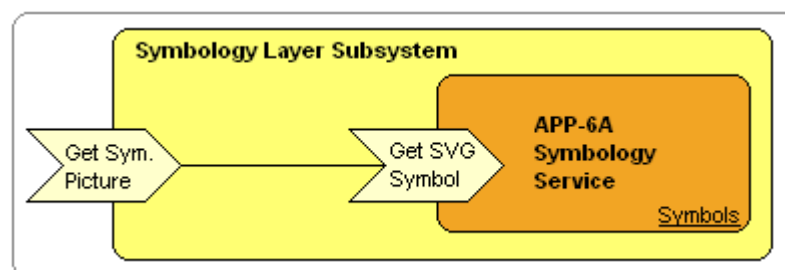 Symbology Layer Subsystem
Get Sym.
Picture
Get SVG
Symbol
APP-6A
Symbology
Service
Symbols